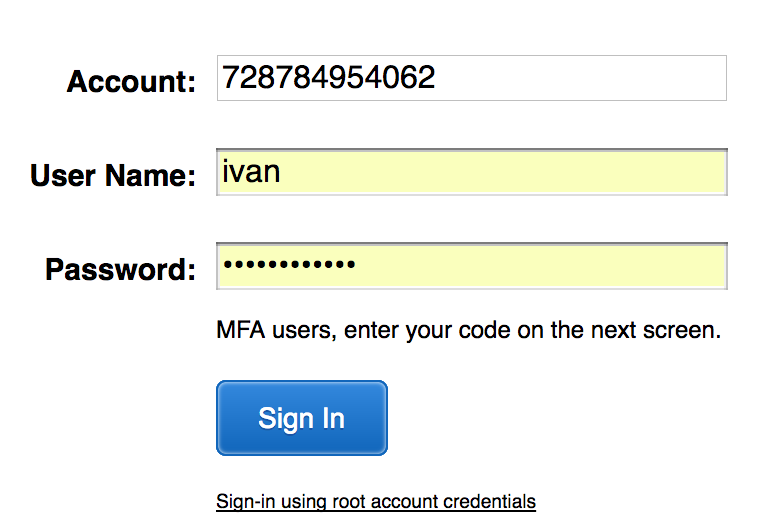 Account: 728784954062
User Name: ivan
Password: ••••••••••••
MFA users, enter your code on the next screen.
Sign In
Sign-in using root account credentials